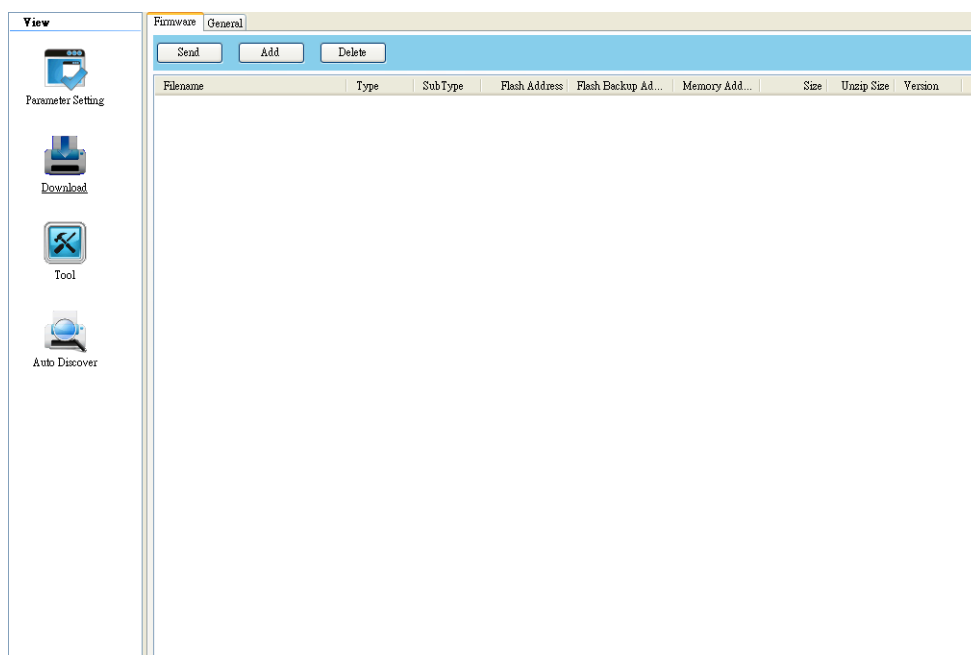 View
Parameter Setting
Download
Tool
Auto Discover
Firmware General
Send Add Delete
Filename Type SubType Flash Address Flash Backup Ad... Memory Add... Size Unzip Size Version